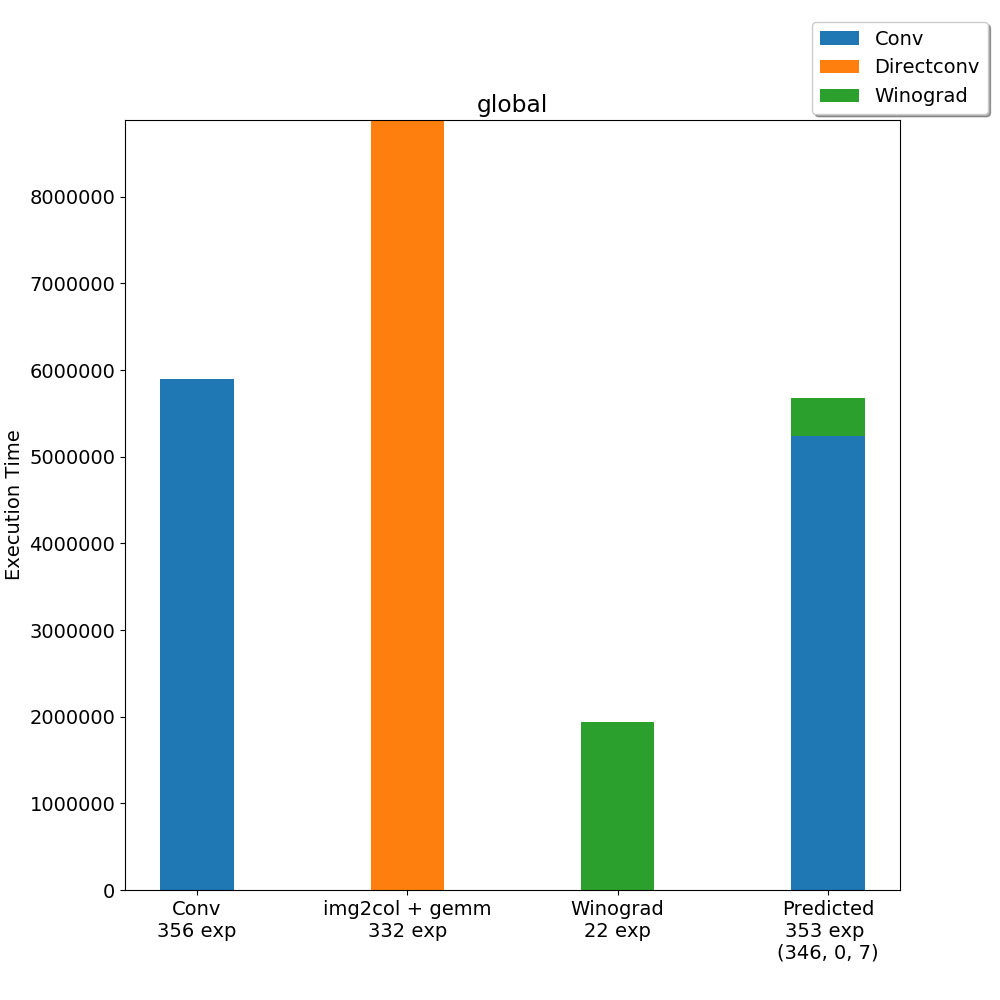 Conv
Directconv
Winograd
global
8000000
7000000
6000000
5000000
4000000
3000000
2000000
1000000
0
Execution Time
Conv
356 exp
img2col + gemm
332 exp
Winograd
22 exp
Predicted
353 exp
(346, 0, 7)